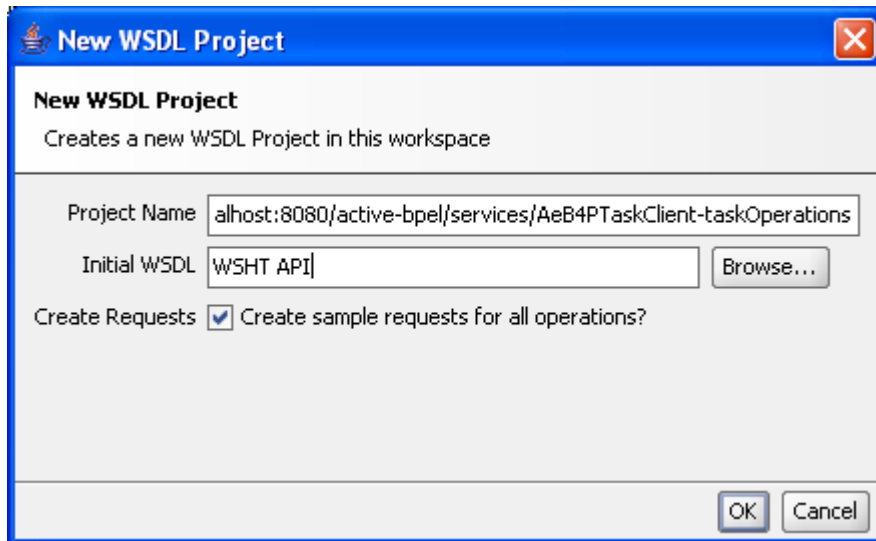 New WSDL Project
New WSDL Project
Creates a new WSDL Project in this workspace
Project Name alhost:8080/active-bpel/services/AeB4PTaskClient-taskOperations
Initial WSDL WSHT API Browse...
Create Requests Create sample requests for all operations?
OK Cancel